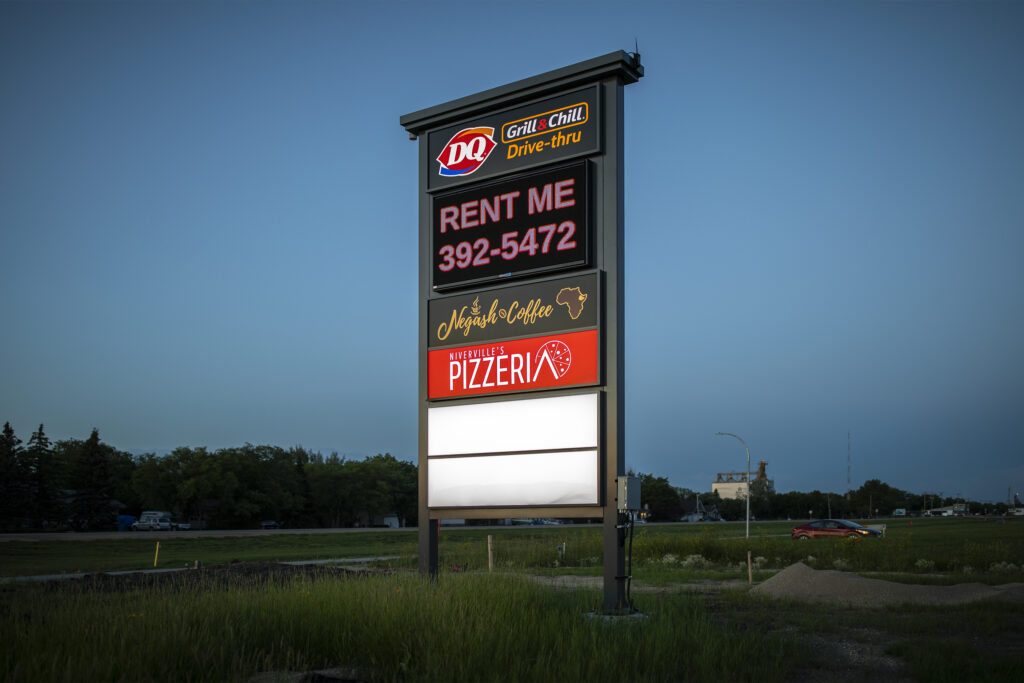 DQ
Grill & Chill
Drive-thru
RENT ME
392-5472
Negash Coffee
NIVERVILLE'S
PIZZERIA